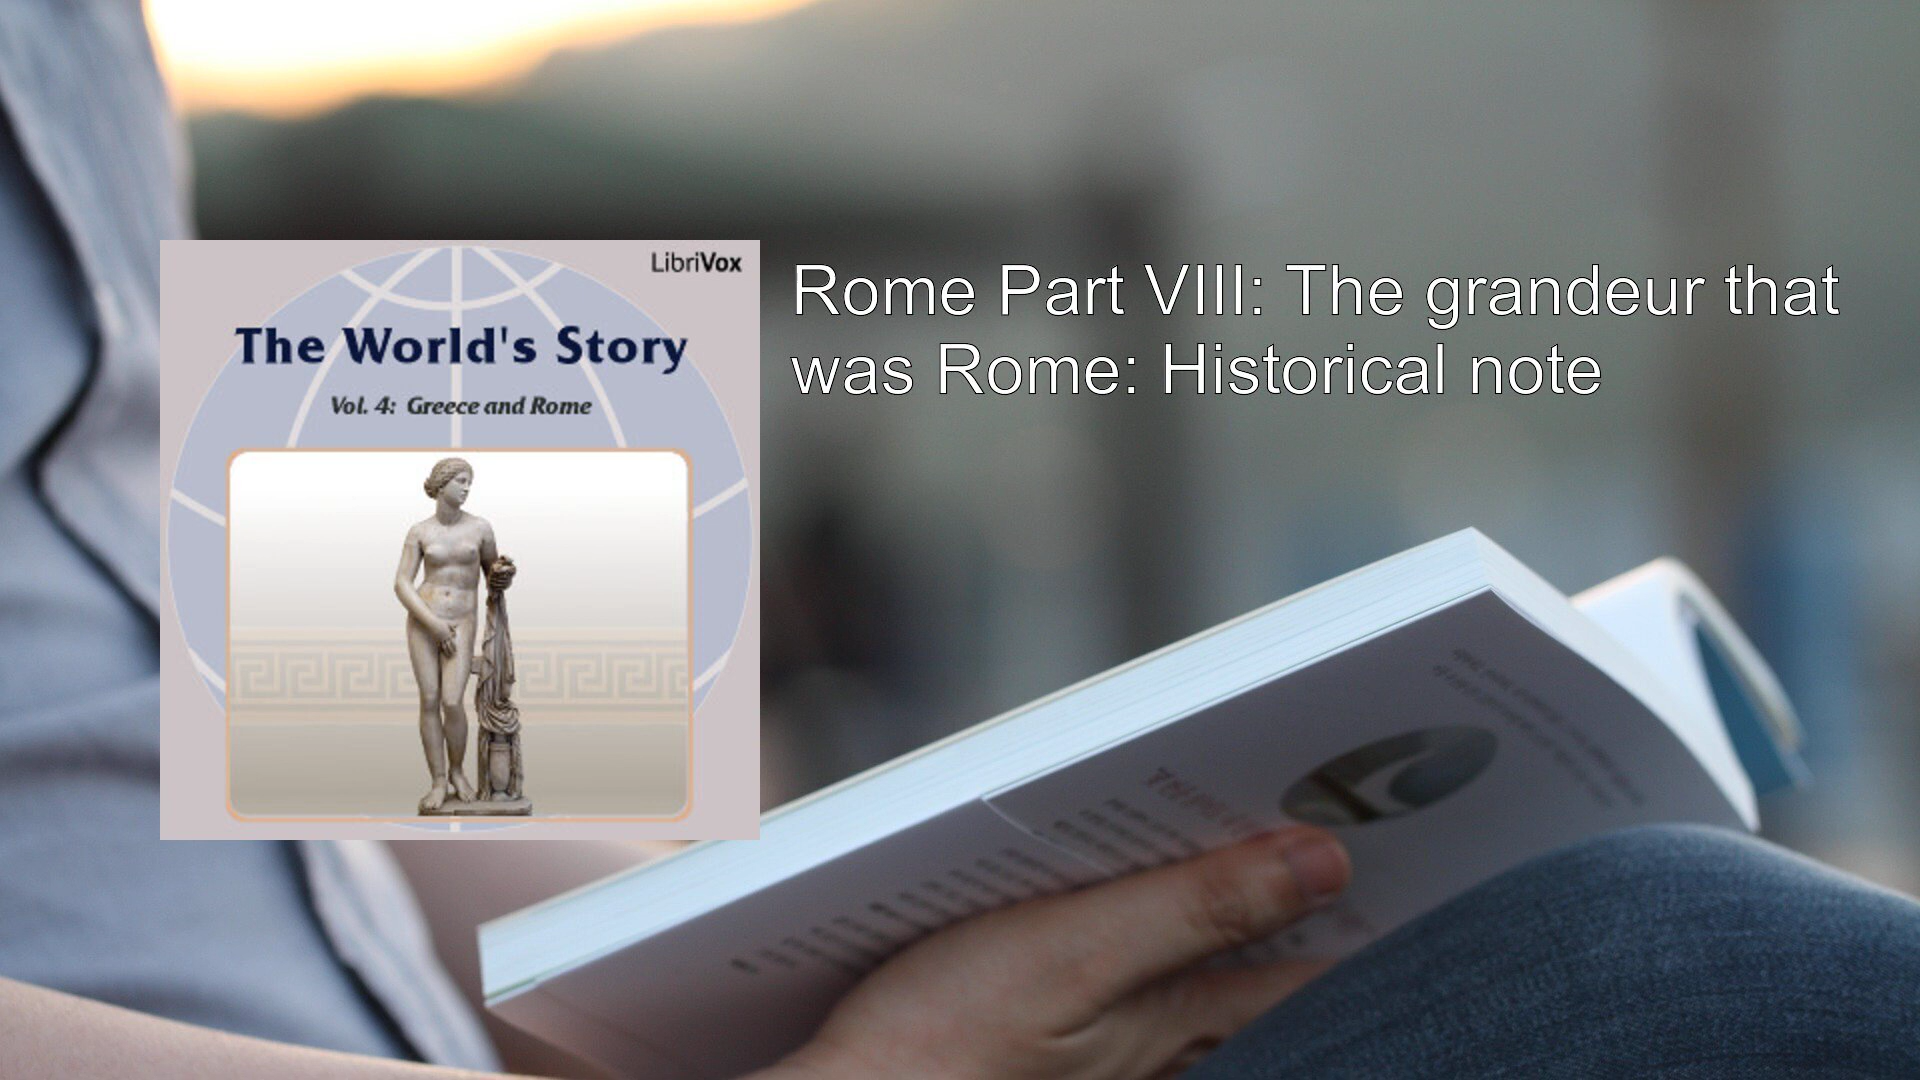 LibriVox
The World's Story
Vol. 4: Greece and Rome
Rome Part VIII: The grandeur that
was Rome: Historical note